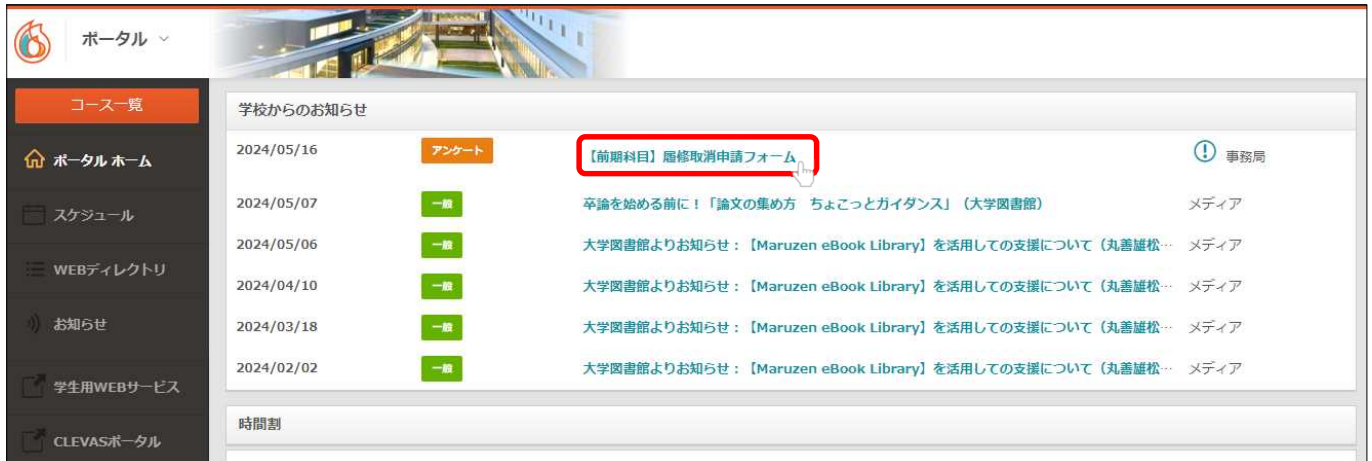 ポータル
コース一覧
ポータル ホーム
スケジュール
WEBディレクトリ
お知らせ
学生用WEBサービス
CLEVASポータル
学校からのお知らせ
2024/05/16 アンケート 【前期科目】履修取消申請フォーム 事務局
2024/05/07 一般 卒論を始める前に！「論文の集め方 ちょこっとガイダンス」（大学図書館） メディア
2024/05/06 一般 大学図書館よりお知らせ：【Maruzen eBook Library】を活用しての支援について（丸善雄松… メディア
2024/04/10 一般 大学図書館よりお知らせ：【Maruzen eBook Library】を活用しての支援について（丸善雄松… メディア
2024/03/18 一般 大学図書館よりお知らせ：【Maruzen eBook Library】を活用しての支援について（丸善雄松… メディア
2024/02/02 一般 大学図書館よりお知らせ：【Maruzen eBook Library】を活用しての支援について（丸善雄松… メディア
時間割